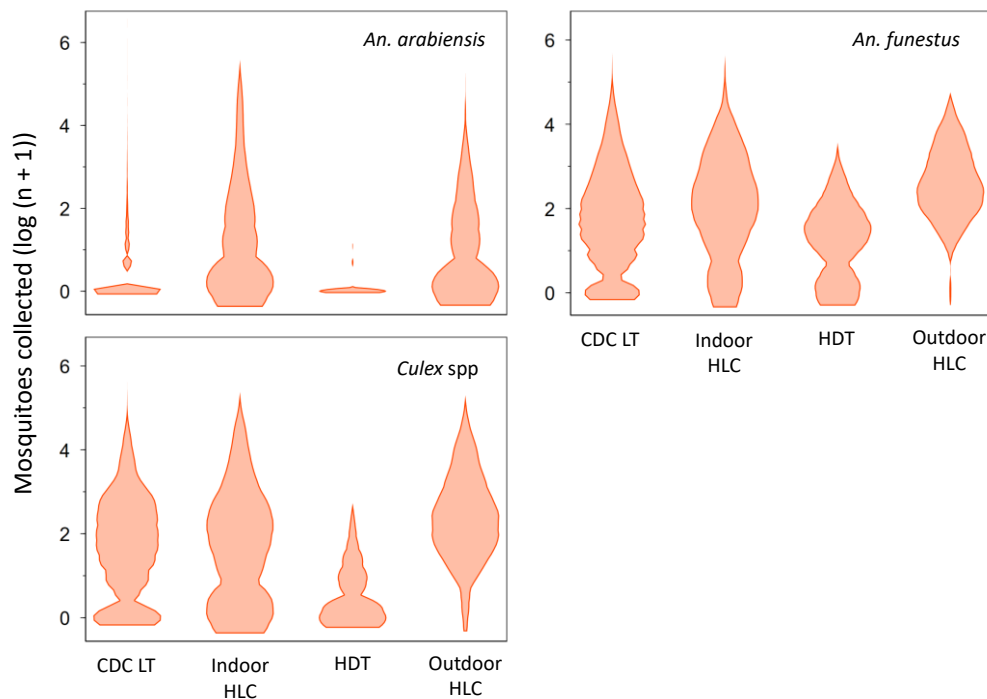 Mosquitoes collected (log (n + 1))
An. arabiensis
6
4
2
0
An. funestus
6
4
2
0
CDC LT
Indoor
HLC
HDT
Outdoor
HLC
Culex spp
6
4
2
0
CDC LT
Indoor
HLC
HDT
Outdoor
HLC